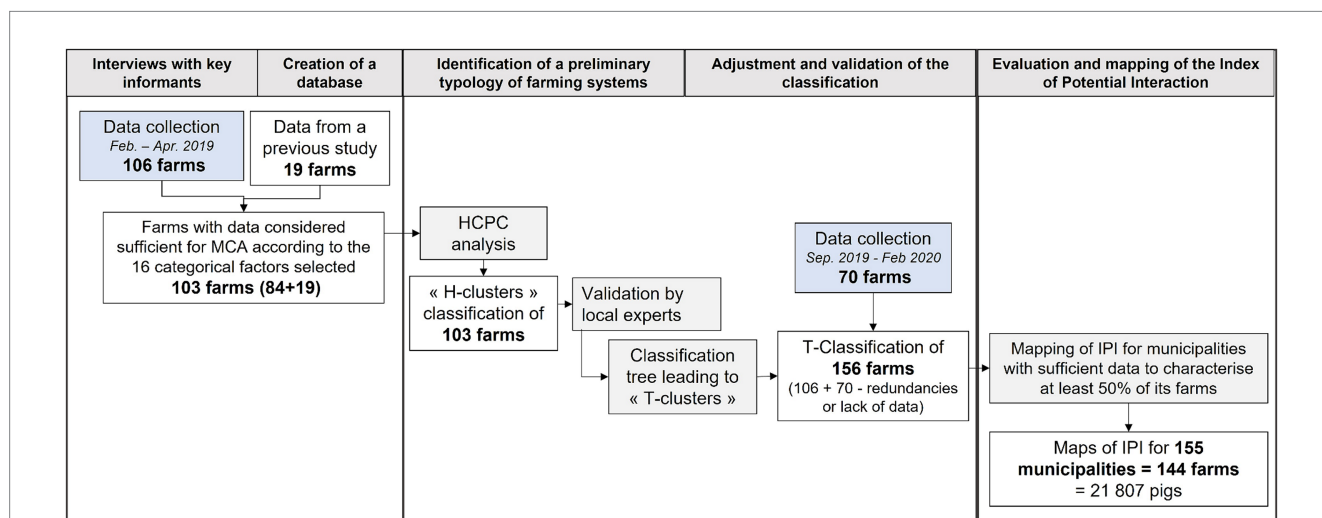 Interviews with key
informants
Creation of a
database
Identification of a preliminary
typology of farming systems
Adjustment and validation of the
classification
Evaluation and mapping of the Index
of Potential Interaction
Data collection
Feb. – Apr. 2019
106 farms
Data from a
previous study
19 farms
Farms with data considered
sufficient for MCA according to the
16 categorical factors selected
103 farms (84+19)
HCPC
analysis
« H-clusters »
classification of
103 farms
Validation by
local experts
Classification
tree leading to
« T-clusters »
Data collection
Sep. 2019 - Feb 2020
70 farms
T-Classification of
156 farms
(106 + 70 - redundancies
or lack of data)
Mapping of IPI for municipalities
with sufficient data to characterise
at least 50% of its farms
Maps of IPI for 155
municipalities = 144 farms
= 21 807 pigs